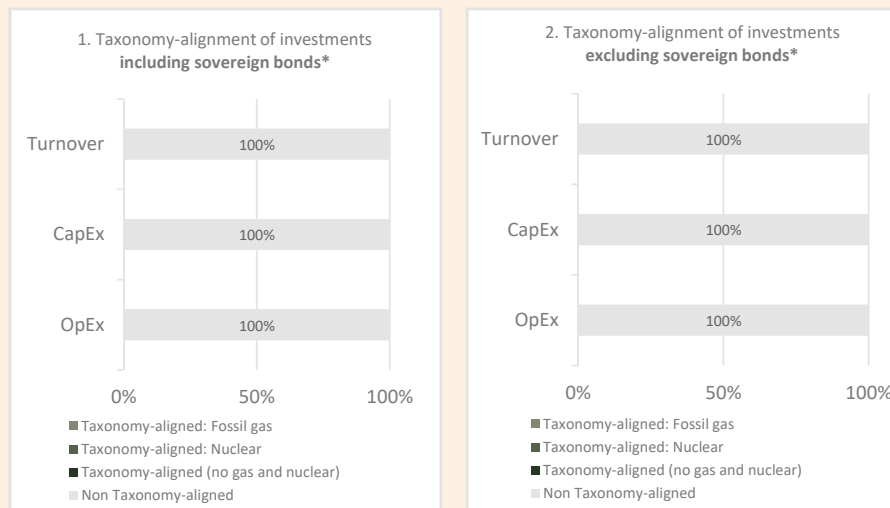 1. Taxonomy-alignment of investments
including sovereign bonds*
Turnover
100%
CapEx
100%
OpEx
100%
0%
50%
100%
Taxonomy-aligned: Fossil gas
Taxonomy-aligned: Nuclear
Taxonomy-aligned (no gas and nuclear)
Non Taxonomy-aligned
2. Taxonomy-alignment of investments
excluding sovereign bonds*
Turnover
100%
CapEx
100%
OpEx
100%
0%
50%
100%
Taxonomy-aligned: Fossil gas
Taxonomy-aligned: Nuclear
Taxonomy-aligned (no gas and nuclear)
Non Taxonomy-aligned